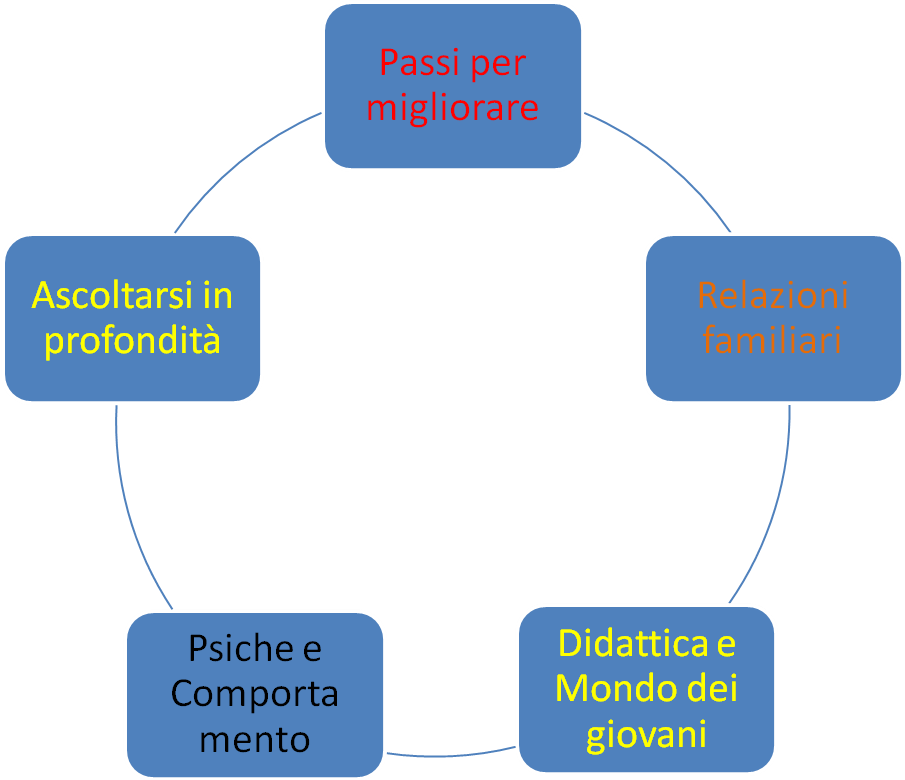 Passi per
migliorare
Ascoltarsi in
profondità
Relazioni
familiari
Psiche e
Comporta
mento
Didattica e
Mondo dei
giovani